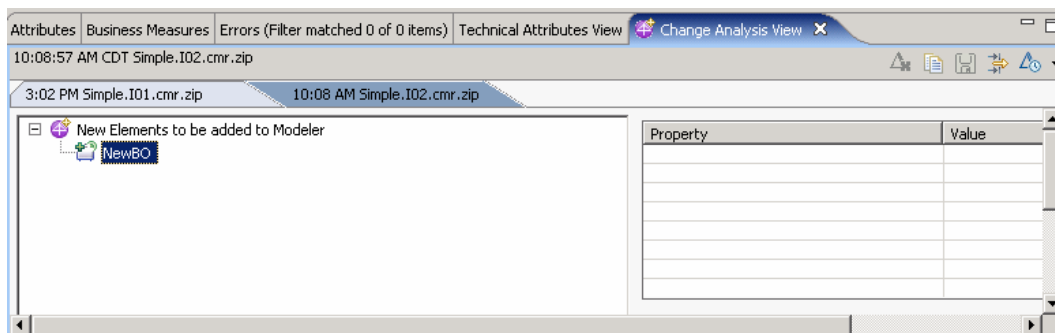 Attributes Business Measures Errors (Filter matched 0 of 0 items) Technical Attributes View Change Analysis View
10:08:57 AM CDT Simple.I02.cmr.zip
3:02 PM Simple.I01.cmr.zip 10:08 AM Simple.I02.cmr.zip
New Elements to be added to Modeler Property Value
NewBO